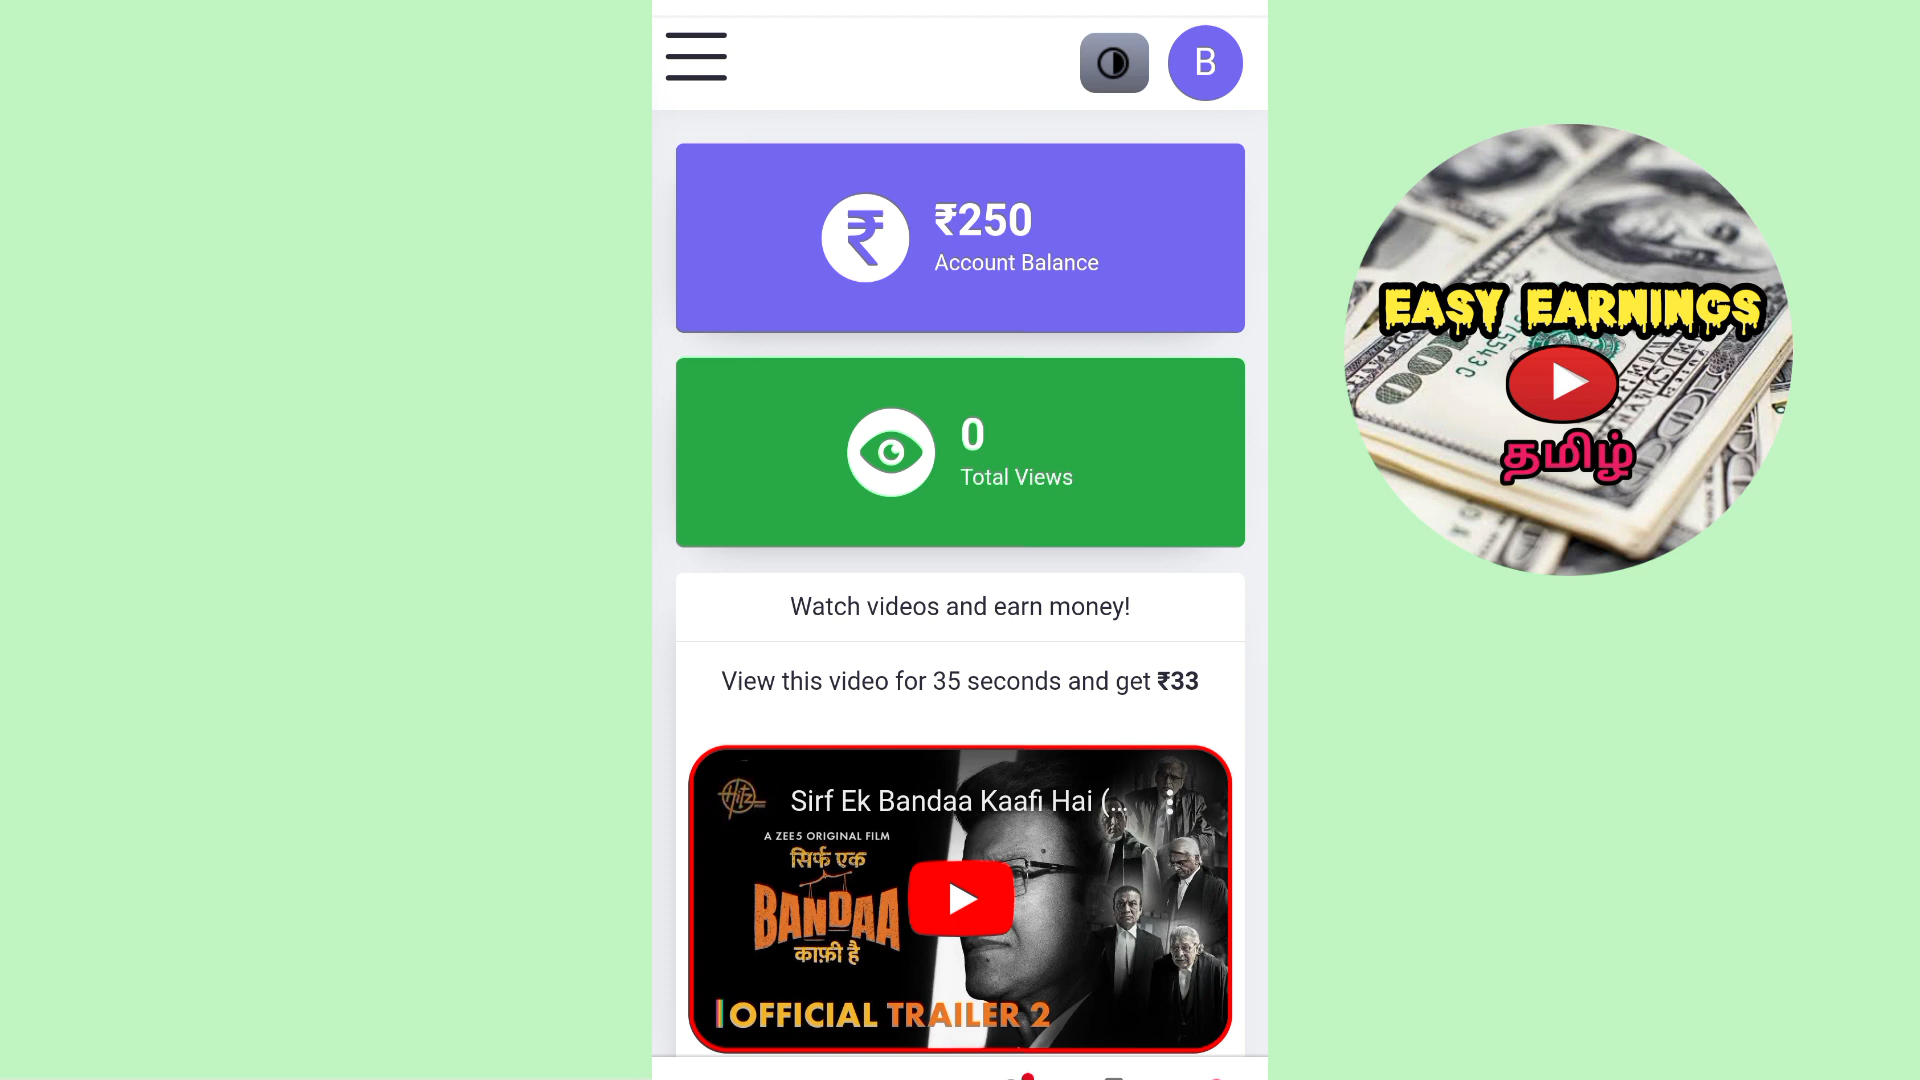 B
₹250
Account Balance
0
Total Views
Watch videos and earn money!
View this video for 35 seconds and get ₹33
Hitz
Sirf Ek Bandaa Kaafi Hai (...
A ZEE5 ORIGINAL FILM
सिर्फ एक
BANDAA
काफ़ी है
OFFICIAL TRAILER 2
EASY EARNINGS
தமிழ்